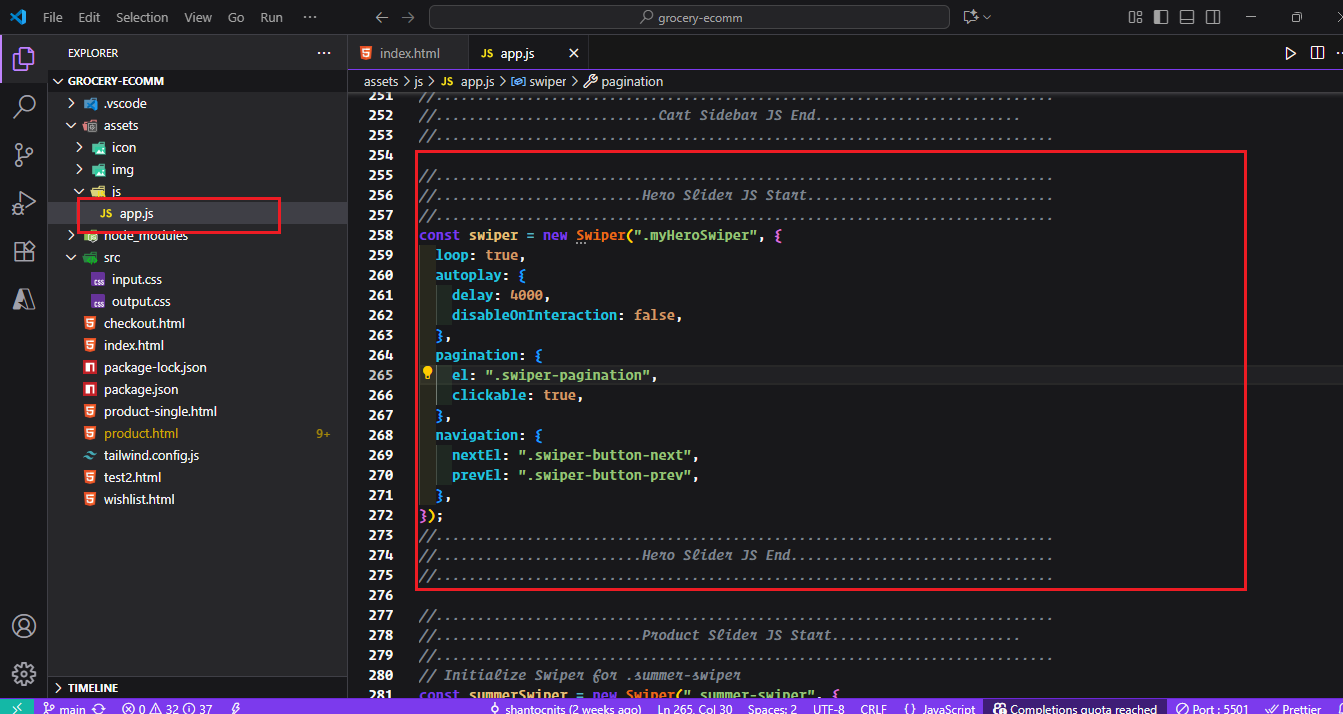 File Edit Selection View Go Run ··· ← → grocery-ecomm
EXPLORER ···
GROCERY-ECOMM
.vscode
assets
icon
img
js
JS app.js
node_modules
src
input.css
output.css
checkout.html
index.html
package-lock.json
package.json
product-single.html
product.html 9+
tailwind.config.js
test2.html
wishlist.html
TIMELINE
index.html JS app.js ×
assets > js > JS app.js > swiper > pagination
251 //...........................................................................
252 //...........................Cart Sidebar JS End.........................
253 //...........................................................................
254
255 //...........................................................................
256 //.........................Hero Slider JS Start..............................
257 //...........................................................................
258 const swiper = new Swiper(".myHeroSwiper", {
259 loop: true,
260 autoplay: {
261 delay: 4000,
262 disableOnInteraction: false,
263 },
264 pagination: {
265 el: ".swiper-pagination",
266 clickable: true,
267 },
268 navigation: {
269 nextEl: ".swiper-button-next",
270 prevEl: ".swiper-button-prev",
271 },
272 });
273 //...........................................................................
274 //.........................Hero Slider JS End................................
275 //...........................................................................
276
277 //...........................................................................
278 //.........................Product Slider JS Start.......................
279 //...........................................................................
280 // Initialize Swiper for .summer-swiper
281 const summerSwiper = new Swiper(".summer-swiper", {
main 0 32 37 shantocnits (2 weeks ago) Ln 265, Col 30 Spaces: 2 UTF-8 CRLF {} JavaScript Completions quota reached Port : 5501 Prettier